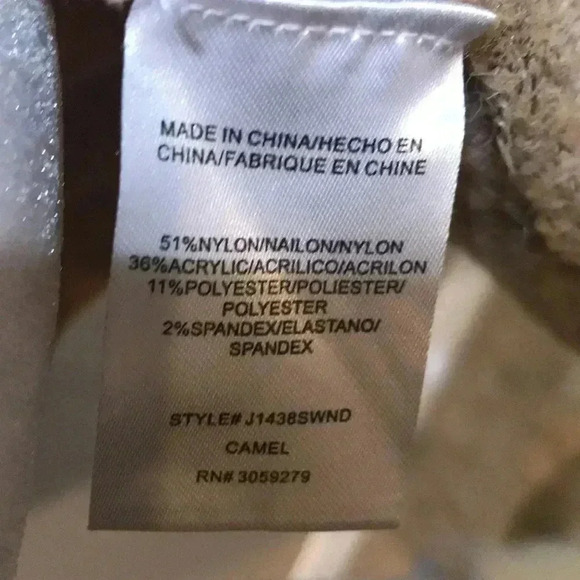 MADE IN CHINA/HECHO EN
CHINA/FABRIQUE EN CHINE
51%NYLON/NAILON/NYLON
36%ACRYLIC/ACRILICO/ACRILON
11%POLYESTER/POLIESTER/
POLYESTER
2%SPANDEX/ELASTANO/
SPANDEX
STYLE# J1438SWND
CAMEL
RN# 3059279